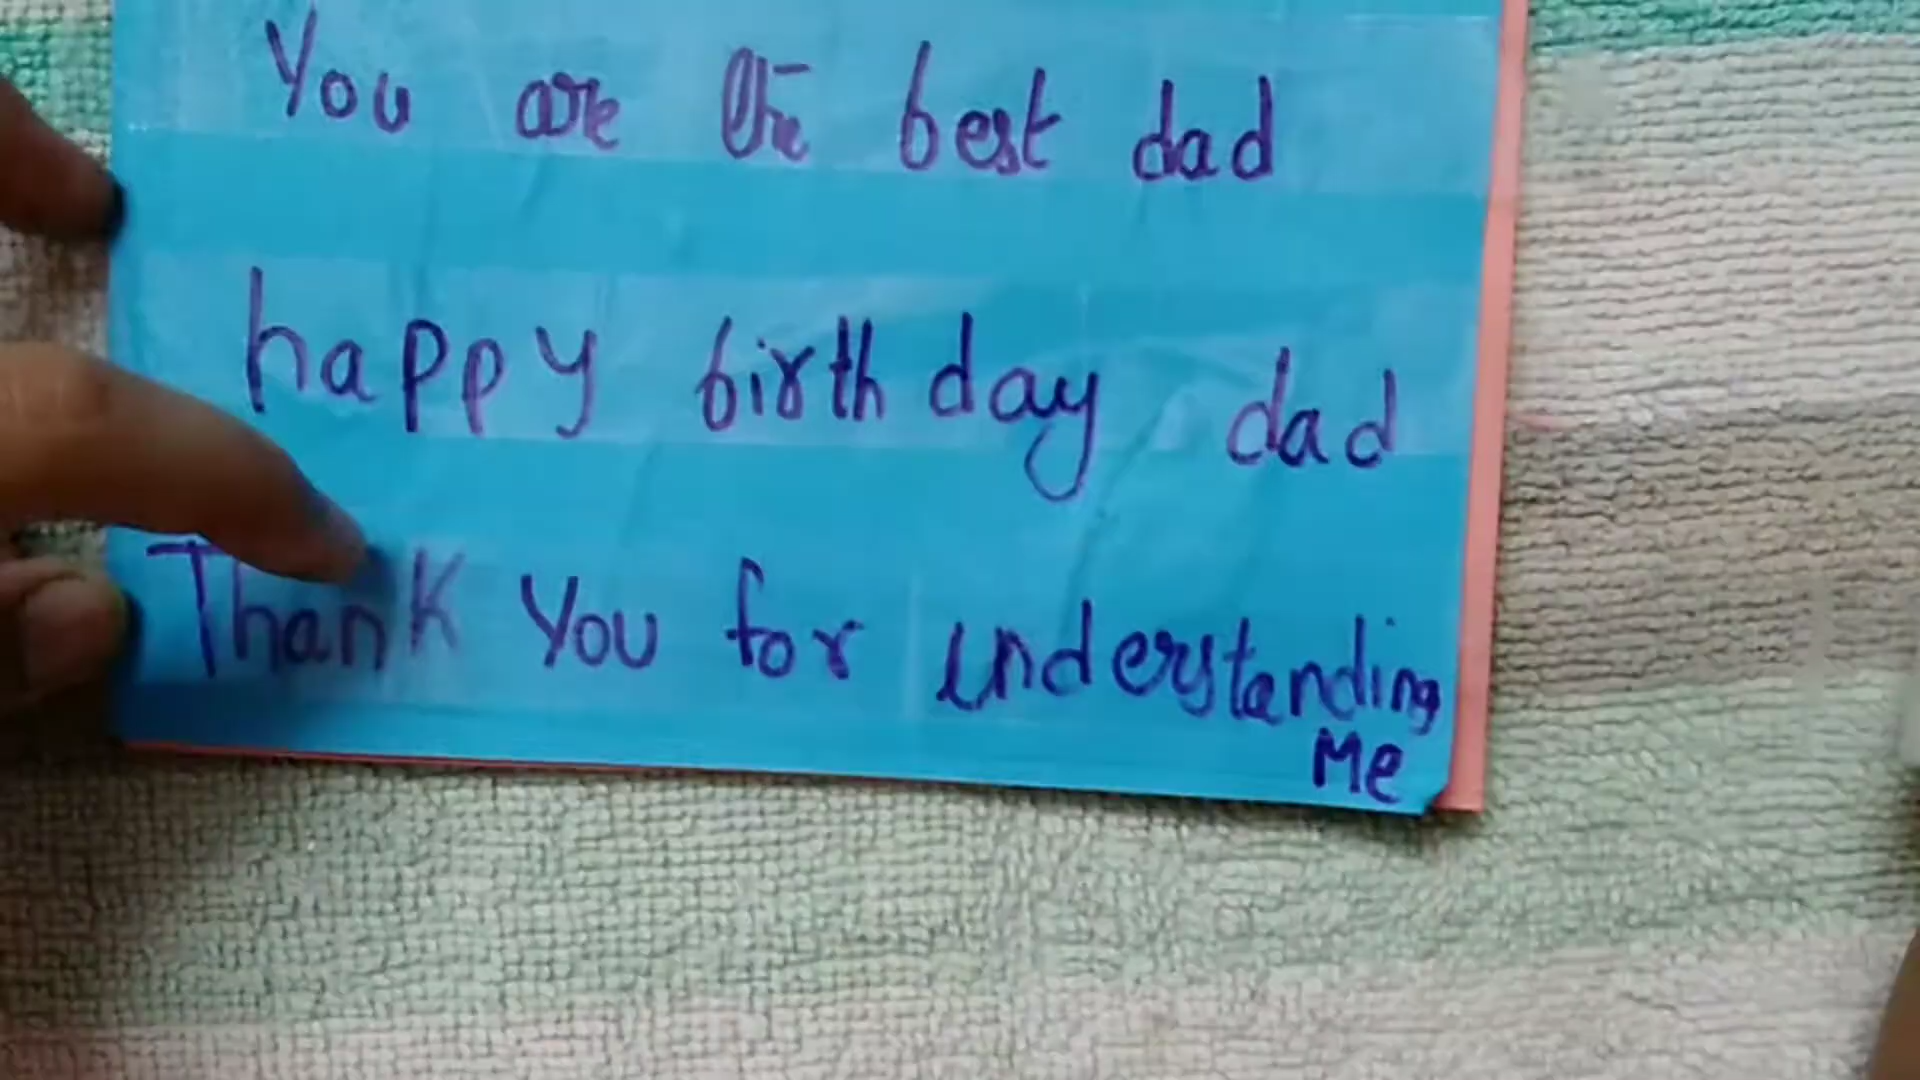 You are the best dad
happy birthday dad
Thank You for understanding
Me